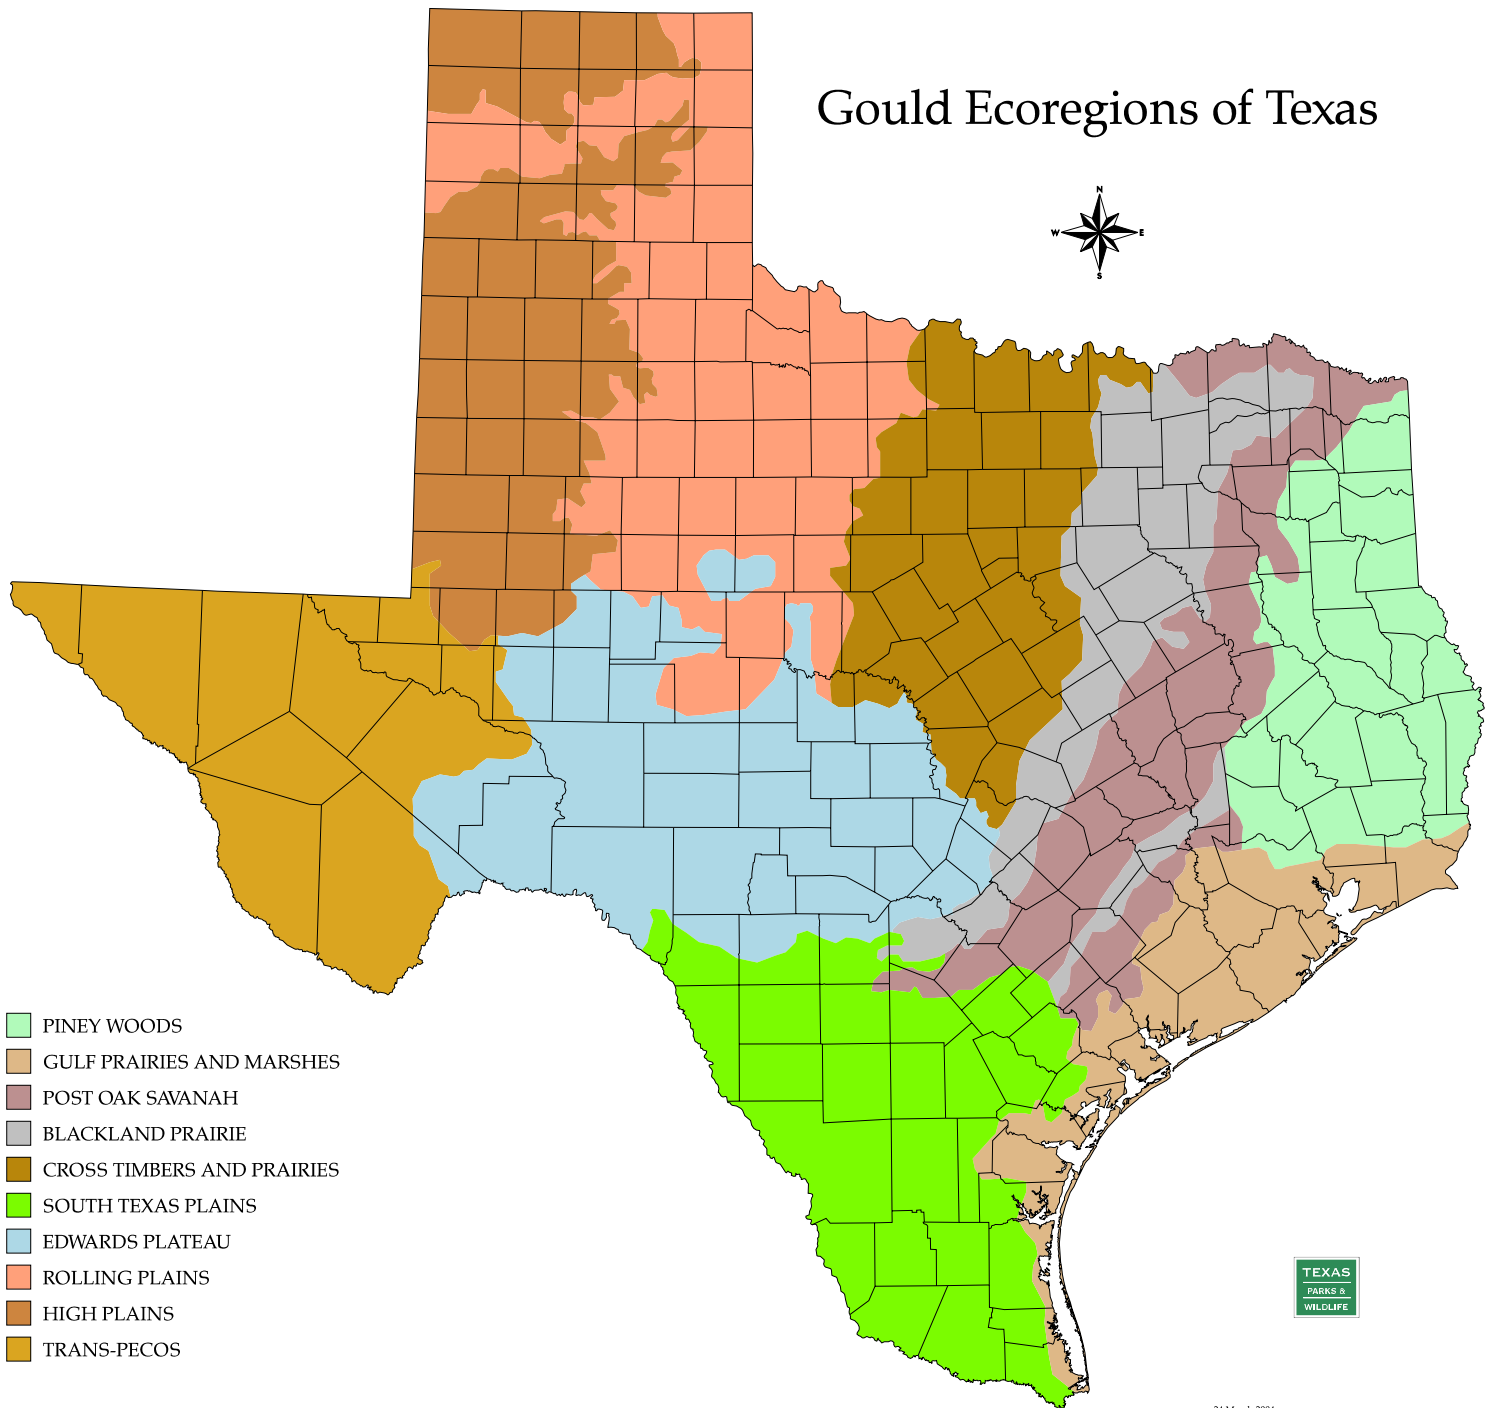 Gould Ecoregions of Texas
N
W E
S
PINEY WOODS
GULF PRAIRIES AND MARSHES
POST OAK SAVANAH
BLACKLAND PRAIRIE
CROSS TIMBERS AND PRAIRIES
SOUTH TEXAS PLAINS
EDWARDS PLATEAU
ROLLING PLAINS
HIGH PLAINS
TRANS-PECOS
TEXAS
PARKS &
WILDLIFE